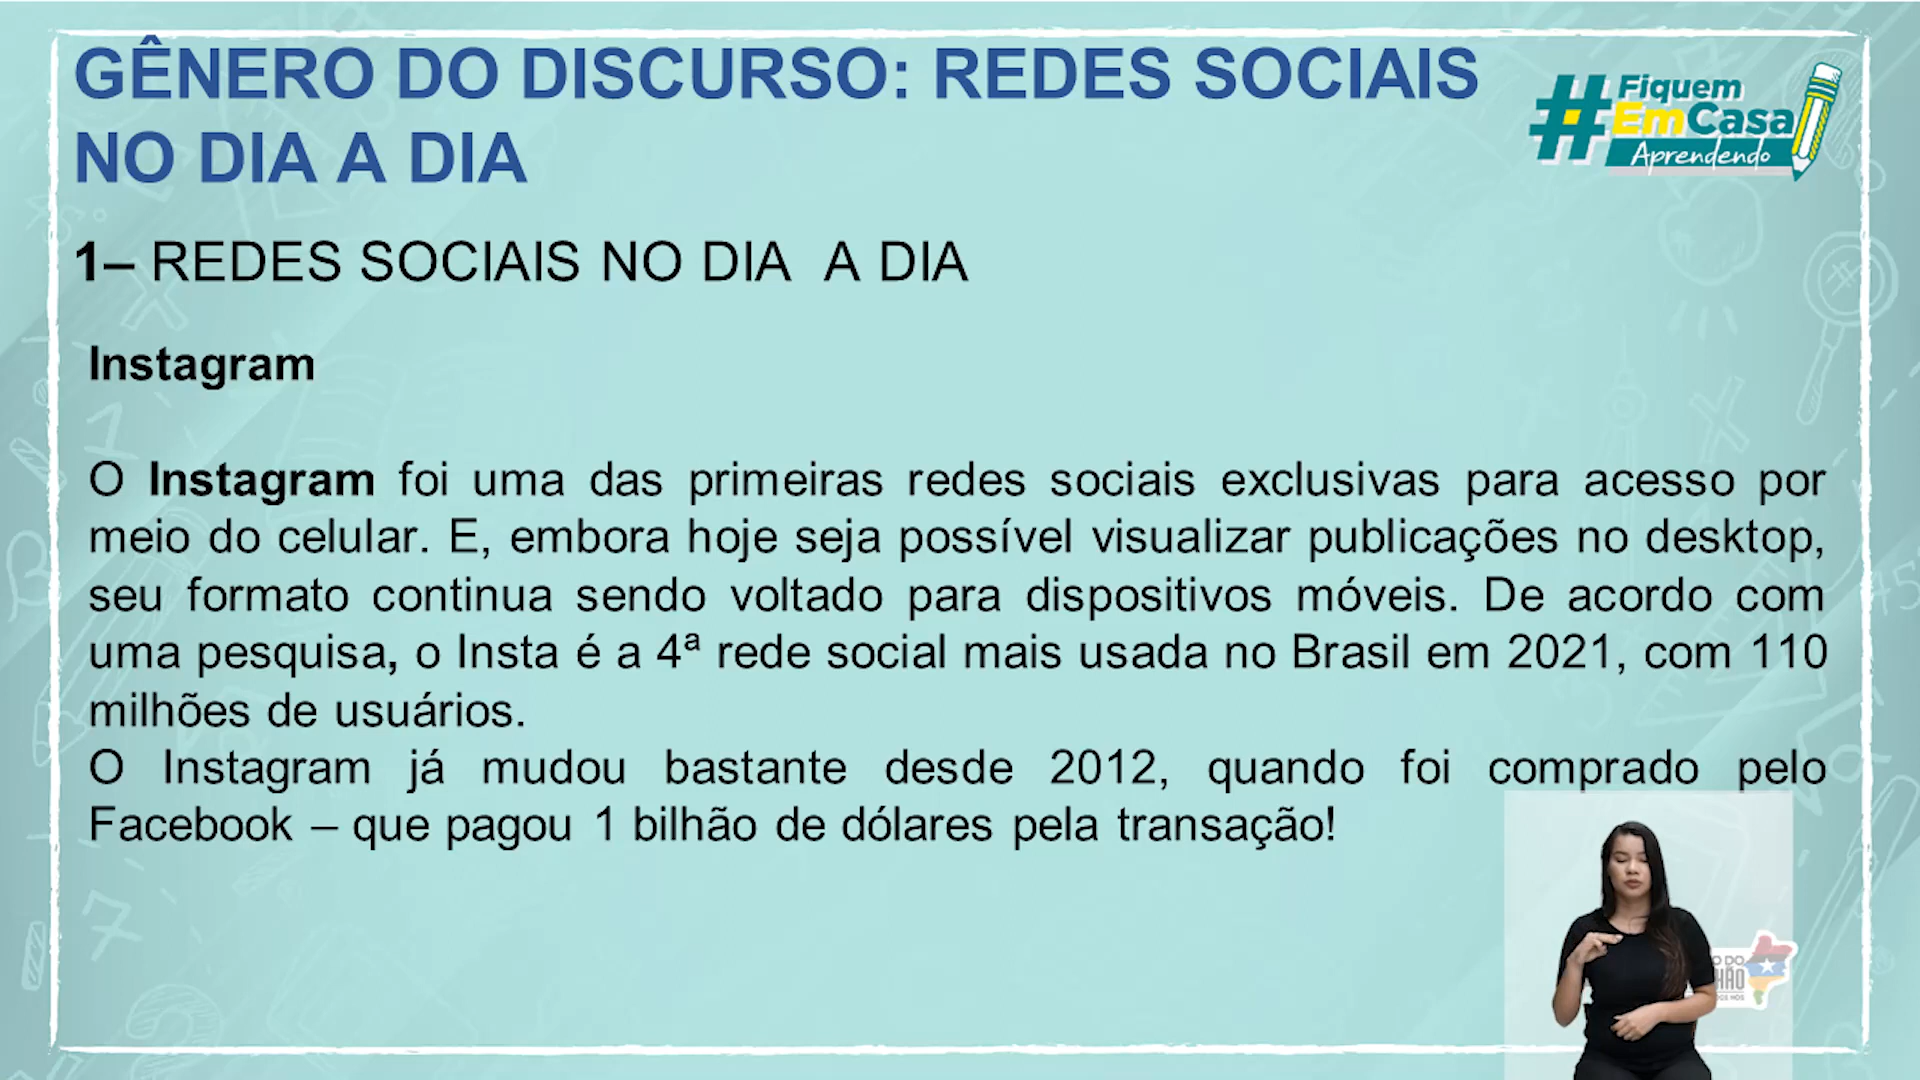 GÊNERO DO DISCURSO: REDES SOCIAIS
NO DIA A DIA
#Fiquem
EmCasa
Aprendendo
1– REDES SOCIAIS NO DIA A DIA
Instagram
O Instagram foi uma das primeiras redes sociais exclusivas para acesso por
meio do celular. E, embora hoje seja possível visualizar publicações no desktop,
seu formato continua sendo voltado para dispositivos móveis. De acordo com
uma pesquisa, o Insta é a 4ª rede social mais usada no Brasil em 2021, com 110
milhões de usuários.
O Instagram já mudou bastante desde 2012, quando foi comprado pelo
Facebook – que pagou 1 bilhão de dólares pela transação!